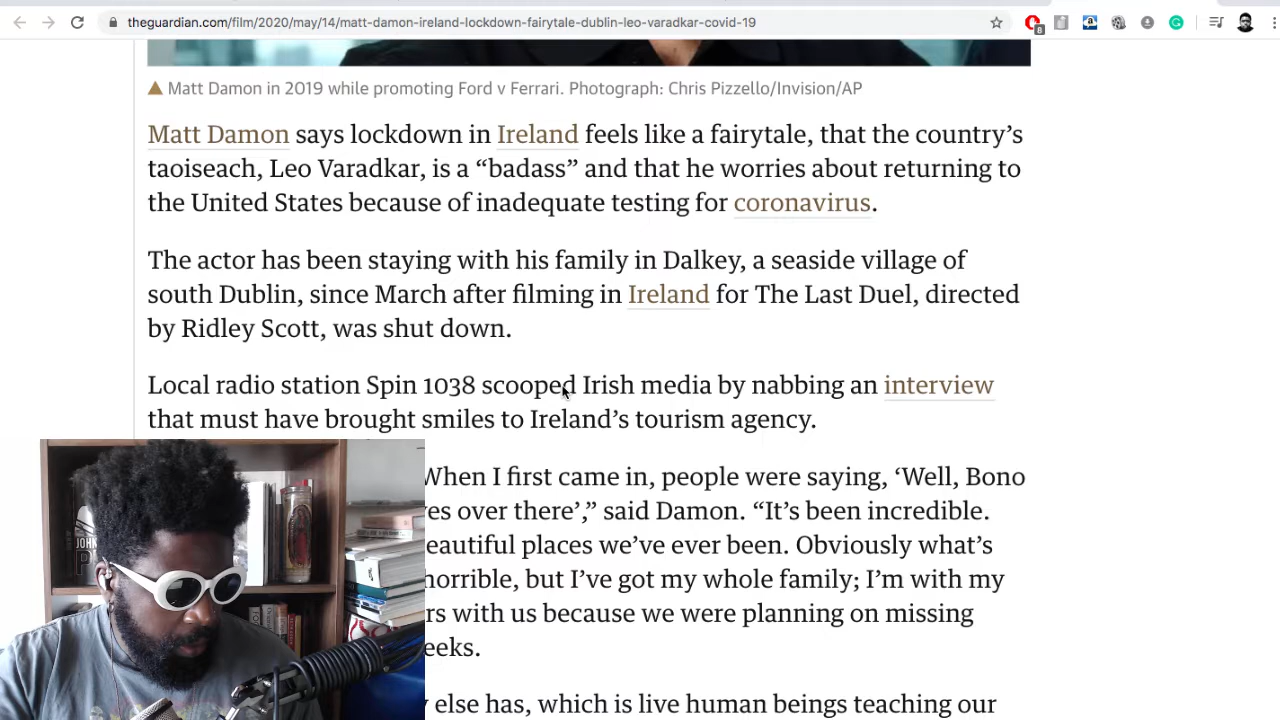 theguardian.com/film/2020/may/14/matt-damon-ireland-lockdown-fairytale-dublin-leo-varadkar-covid-19
8
Matt Damon in 2019 while promoting Ford v Ferrari. Photograph: Chris Pizzello/Invision/AP
Matt Damon says lockdown in Ireland feels like a fairytale, that the country’s
taoiseach, Leo Varadkar, is a “badass” and that he worries about returning to
the United States because of inadequate testing for coronavirus.
The actor has been staying with his family in Dalkey, a seaside village of
south Dublin, since March after filming in Ireland for The Last Duel, directed
by Ridley Scott, was shut down.
Local radio station Spin 1038 scooped Irish media by nabbing an interview
that must have brought smiles to Ireland’s tourism agency.
When I first came in, people were saying, ‘Well, Bono
es over there’,” said Damon. “It’s been incredible.
eautiful places we’ve ever been. Obviously what’s
horrible, but I’ve got my whole family; I’m with my
rs with us because we were planning on missing
eeks.
else has, which is live human beings teaching our